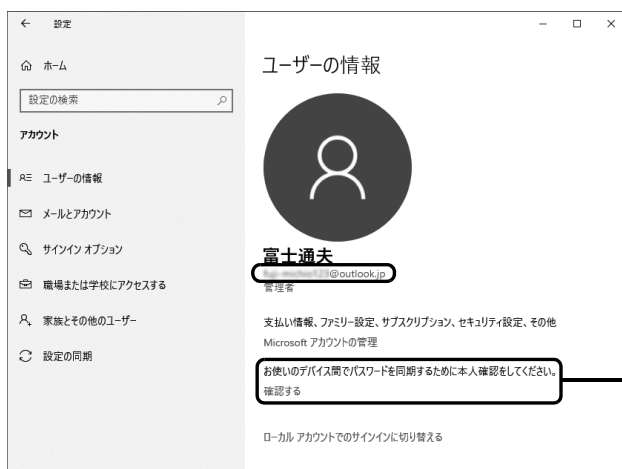 設定
ホーム
設定の検索
アカウント
ユーザーの情報
メールとアカウント
サインイン オプション
職場または学校にアクセスする
家族とその他のユーザー
設定の同期
ユーザーの情報
富士通夫
@outlook.jp
管理者
支払い情報、ファミリー設定、サブスクリプション、セキュリティ設定、その他
Microsoft アカウントの管理
お使いのデバイス間でパスワードを同期するために本人確認をしてください。
確認する
ローカル アカウントでのサインインに切り替える